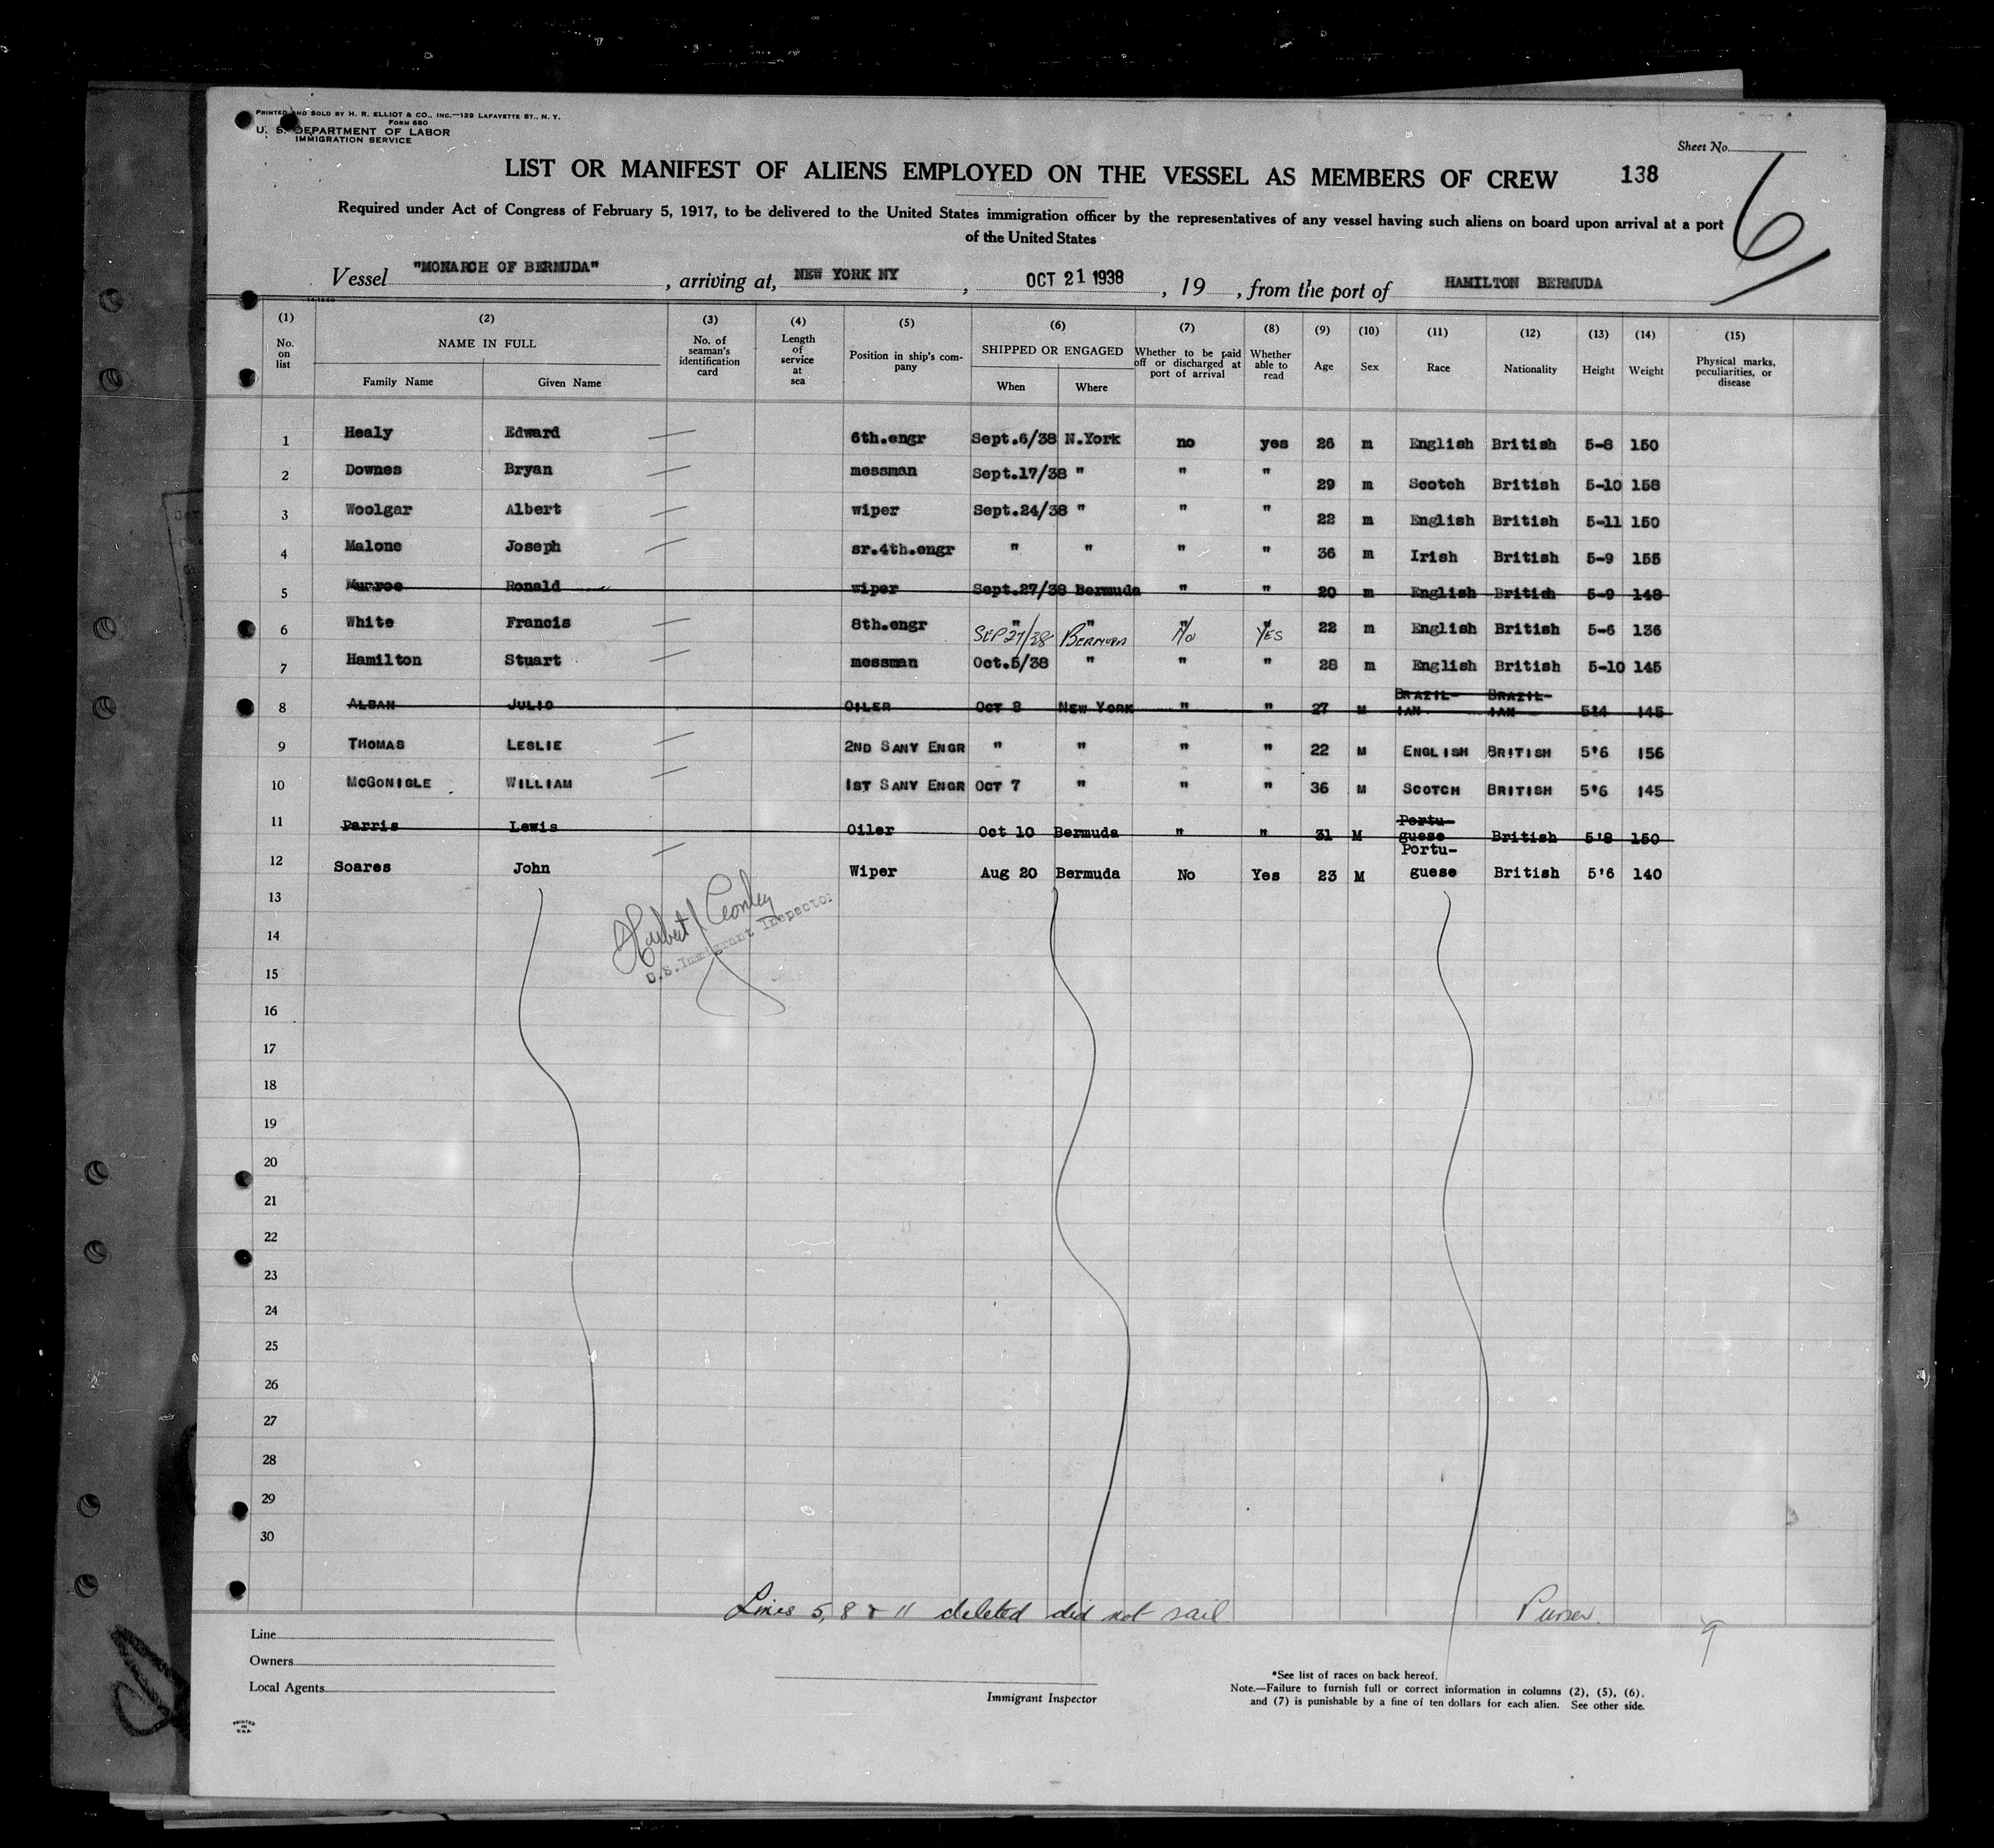 PRINTED AND SOLD BY H. R. ELLIOT & CO., INC.—129 LAFAYETTE ST., N. Y.
FORM 680
U. S. DEPARTMENT OF LABOR
IMMIGRATION SERVICE
Sheet No.
LIST OR MANIFEST OF ALIENS EMPLOYED ON THE VESSEL AS MEMBERS OF CREW 138
6
Required under Act of Congress of February 5, 1917, to be delivered to the United States immigration officer by the representatives of any vessel having such aliens on board upon arrival at a port
of the United States
Vessel "MONARCH OF BERMUDA", arriving at, NEW YORK NY, OCT 21 1938, 19 , from the port of HAMILTON BERMUDA
(1) (2) (3) (4) (5) (6) (7) (8) (9) (10) (11) (12) (13) (14) (15)
No. on list NAME IN FULL Family Name Given Name No. of seaman's identification card Length of service at sea Position in ship's company SHIPPED OR ENGAGED When Where Whether to be paid off or discharged at port of arrival Whether able to read Age Sex Race Nationality Height Weight Physical marks, peculiarities, or disease
1 Healy Edward — 6th.engr Sept.6/38 N.York no yes 26 m English British 5-8 150
2 Downes Bryan — messman Sept.17/38 " " " 29 m Scotch British 5-10 158
3 Woolgar Albert — wiper Sept.24/38 " " " 22 m English British 5-11 150
4 Malone Joseph — sr.4th.engr " " " " 36 m Irish British 5-9 155
5 Munroe Ronald wiper Sept.27/38 Bermuda " " 20 m English British 5-9 148
6 White Francis — 8th.engr " " " " 22 m English British 5-6 136
SEP 27/38 BERMUDA No YES
7 Hamilton Stuart — messman Oct.5/38 " " " 28 m English British 5-10 145
8 ALBAN JULIO OILER OCT 8 NEW YORK " " 27 M BRAZIL-IAN BRAZIL-IAN 5'4 145
9 THOMAS LESLIE — 2ND SANY ENGR " " " " 22 M ENGLISH BRITISH 5'6 156
10 MCGONIGLE WILLIAM — 1ST SANY ENGR OCT 7 " " " 36 M SCOTCH BRITISH 5'6 145
11 Parris Lewis Oiler Oct 10 Bermuda " " 31 M Portu-guese British 5'8 150
12 Soares John — Wiper Aug 20 Bermuda No Yes 23 M Portu-guese British 5'6 140
13
U.S. Immigrant Inspector
14
15
16
17
18
19
20
21
22
23
24
25
26
27
28
29
30
Lines 5, 8 & 11 deleted did not sail Purser.
Line
Owners
Local Agents
Immigrant Inspector
*See list of races on back hereof.
Note.—Failure to furnish full or correct information in columns (2), (5), (6),
and (7) is punishable by a fine of ten dollars for each alien. See other side.
PRINTED
IN
U.S.A.